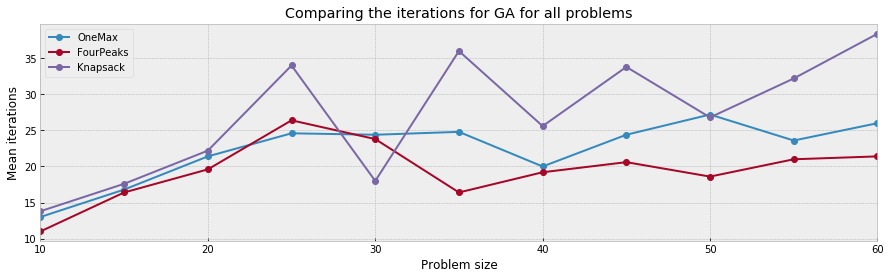 Comparing the iterations for GA for all problems
OneMax
FourPeaks
Knapsack
Mean iterations
35
30
25
20
15
10
10 20 30 40 50 60
Problem size